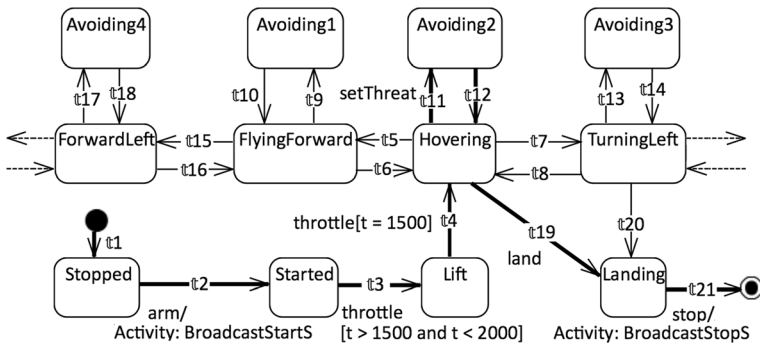 Avoiding4
Avoiding1
Avoiding2
Avoiding3
𝕥17
𝕥18
𝕥10
𝕥9
setThreat
𝕥11
𝕥12
𝕥13
𝕥14
ForwardLeft
𝕥15
FlyingForward
𝕥5
Hovering
𝕥7
TurningLeft
𝕥16
𝕥6
𝕥8
throttle[t = 1500]
𝕥4
𝕥19
𝕥20
𝕥1
land
Stopped
𝕥2
Started
𝕥3
Lift
Landing
𝕥21
arm/
Activity: BroadcastStartS
throttle
[t > 1500 and t < 2000]
stop/
Activity: BroadcastStopS